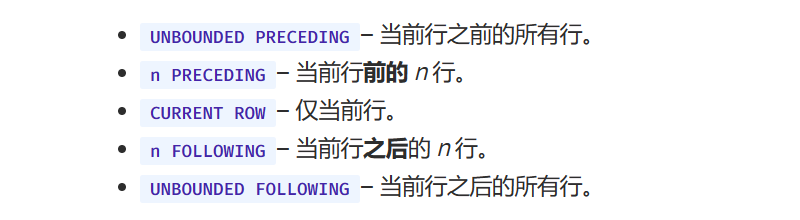 • UNBOUNDED PRECEDING – 当前行之前的所有行。
• n PRECEDING – 当前行前的 n 行。
• CURRENT ROW – 仅当前行。
• n FOLLOWING – 当前行之后的 n 行。
• UNBOUNDED FOLLOWING – 当前行之后的所有行。